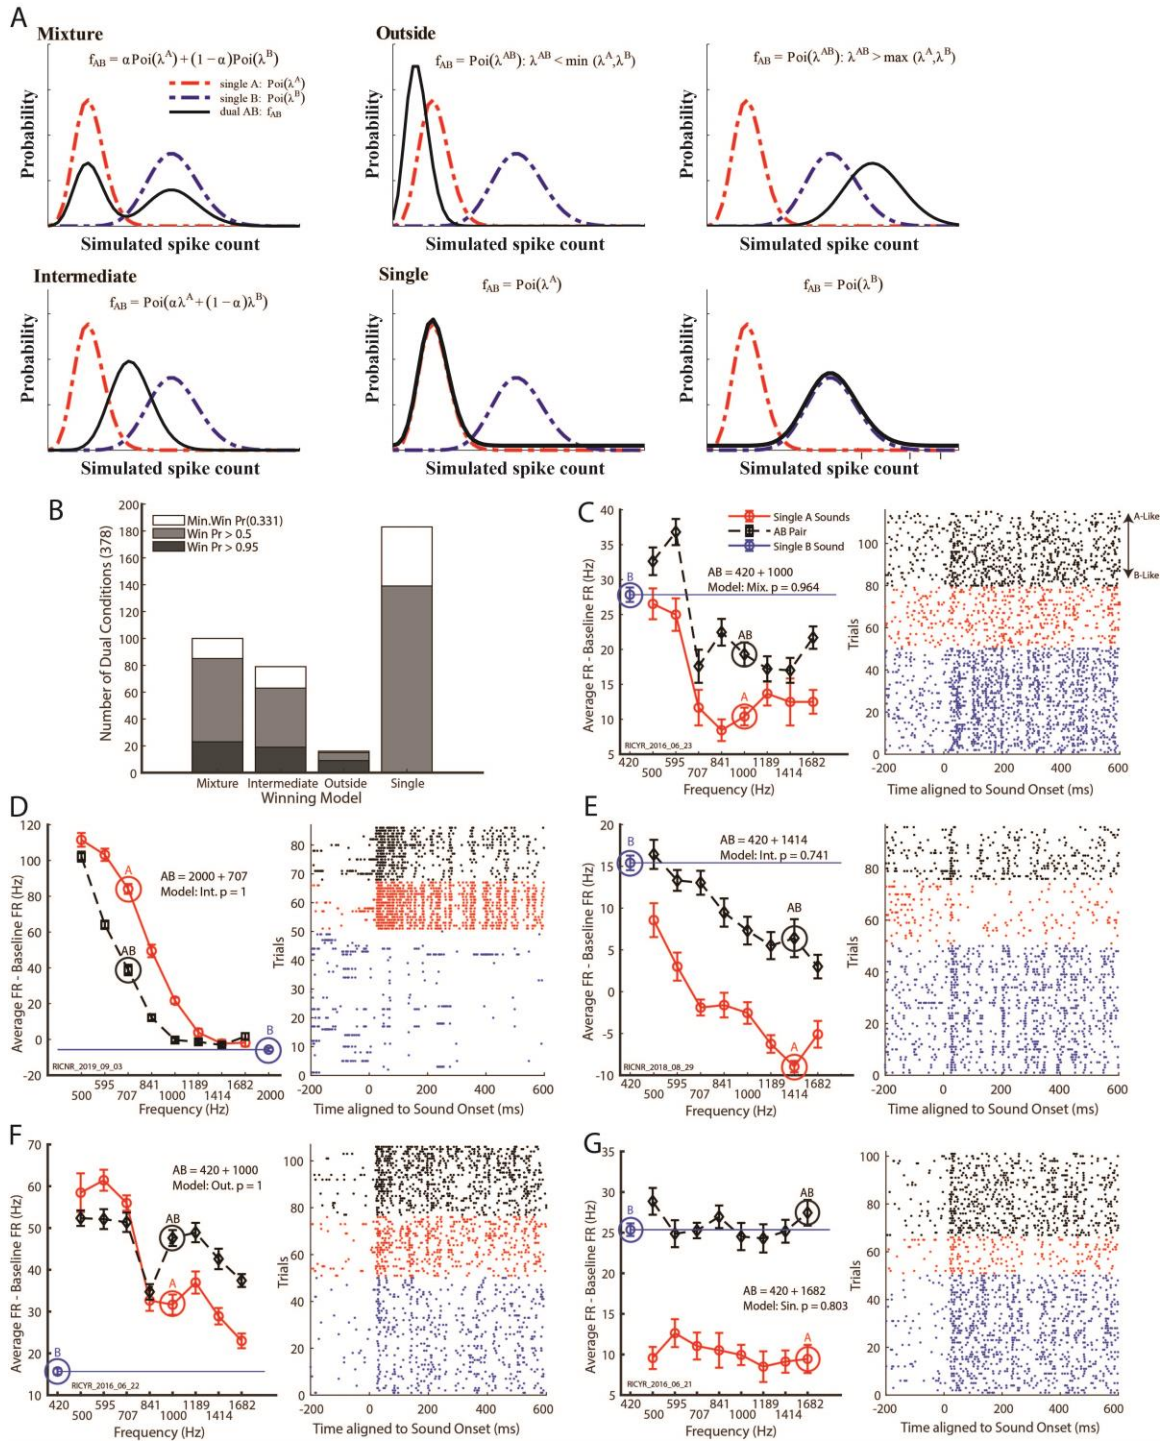 A
Mixture
f_AB = αPoi(λ^A) + (1 − α)Poi(λ^B)
single A: Poi(λ^A)
single B: Poi(λ^B)
dual AB: f_AB
Probability
Simulated spike count
Outside
f_AB = Poi(λ^AB): λ^AB < min (λ^A,λ^B)
Probability
Simulated spike count
f_AB = Poi(λ^AB): λ^AB > max (λ^A,λ^B)
Probability
Simulated spike count
Intermediate
f_AB = Poi(αλ^A + (1 − α)λ^B)
Probability
Simulated spike count
Single
f_AB = Poi(λ^A)
Probability
Simulated spike count
f_AB = Poi(λ^B)
Probability
Simulated spike count
B
Number of Dual Conditions (378)
200
180
160
140
120
100
80
60
40
20
0
Min.Win Pr(0.331)
Win Pr > 0.5
Win Pr > 0.95
Mixture Intermediate Outside Single
Winning Model
C
Average FR - Baseline FR (Hz)
40
35
30
25
20
15
10
5
Single A Sounds
AB Pair
Single B Sound
AB = 420 + 1000
Model: Mix. p = 0.964
B
AB
A
RICYR_2016_06_23
420 595 841 1189 1682
500 707 1000 1414
Frequency (Hz)
Trials
100
80
60
40
20
0
A-Like
B-Like
-200 0 200 400 600
Time aligned to Sound Onset (ms)
D
Average FR - Baseline FR (Hz)
120
100
80
60
40
20
0
-20
A
AB = 2000 + 707
Model: Int. p = 1
AB
B
RICNR_2019_09_03
595 841 1189 1682
500 707 1000 1414 2000
Frequency (Hz)
Trials
80
70
60
50
40
30
20
10
0
-200 0 200 400 600
Time aligned to Sound Onset (ms)
E
Average FR - Baseline FR (Hz)
20
15
10
5
0
-5
-10
B
AB = 420 + 1414
Model: Int. p = 0.741
AB
A
RICNR_2018_08_29
420 595 841 1189 1682
500 707 1000 1414
Frequency (Hz)
Trials
80
60
40
20
0
-200 0 200 400 600
Time aligned to Sound Onset (ms)
F
Average FR - Baseline FR (Hz)
70
60
50
40
30
20
10
AB = 420 + 1000
Model: Out. p = 1
AB
A
B
RICYR_2016_06_22
420 595 841 1189 1682
500 707 1000 1414
Frequency (Hz)
Trials
100
80
60
40
20
0
-200 0 200 400 600
Time aligned to Sound Onset (ms)
G
Average FR - Baseline FR (Hz)
35
30
25
20
15
10
5
B
AB
AB = 420 + 1682
Model: Sin. p = 0.803
A
RICYR_2016_06_21
420 595 841 1189 1682
500 707 1000 1414
Frequency (Hz)
Trials
100
80
60
40
20
0
-200 0 200 400 600
Time aligned to Sound Onset (ms)